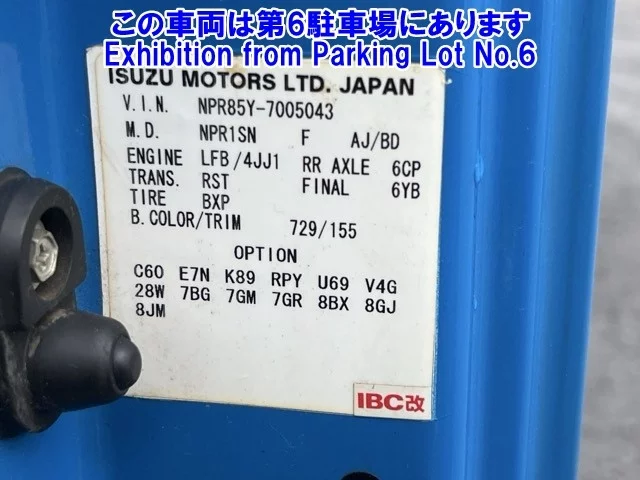 この車両は第6駐車場にあります
Exhibition from Parking Lot No.6
ISUZU MOTORS LTD. JAPAN
V.I.N. NPR85Y-7005043
M.D. NPR1SN F AJ/BD
ENGINE LFB/4JJ1 RR AXLE 6CP
TRANS. RST FINAL 6YB
TIRE BXP
B.COLOR/TRIM 729/155
OPTION
C60 E7N K89 RPY U69 V4G
28W 7BG 7GM 7GR 8BX 8GJ
8JM
IBC改